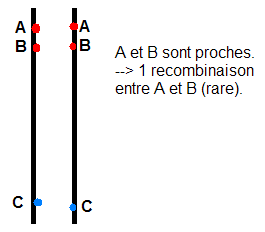 A A
B B
A et B sont proches.
--> 1 recombinaison
entre A et B (rare).
C C